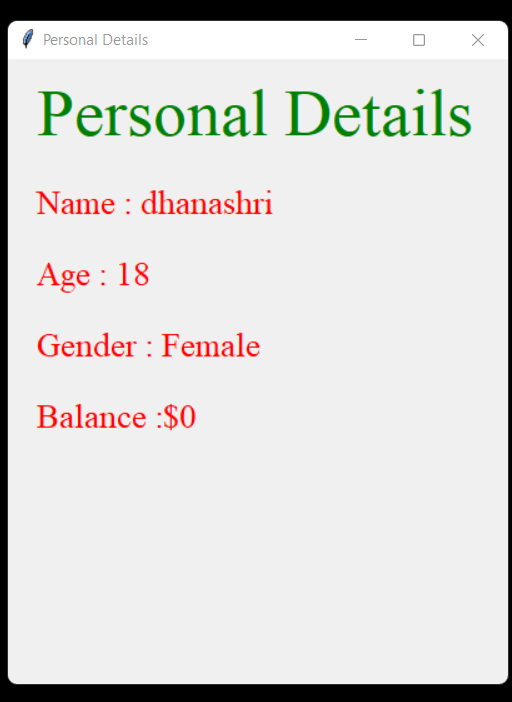 Personal Details
Personal Details
Name : dhanashri
Age : 18
Gender : Female
Balance :$0